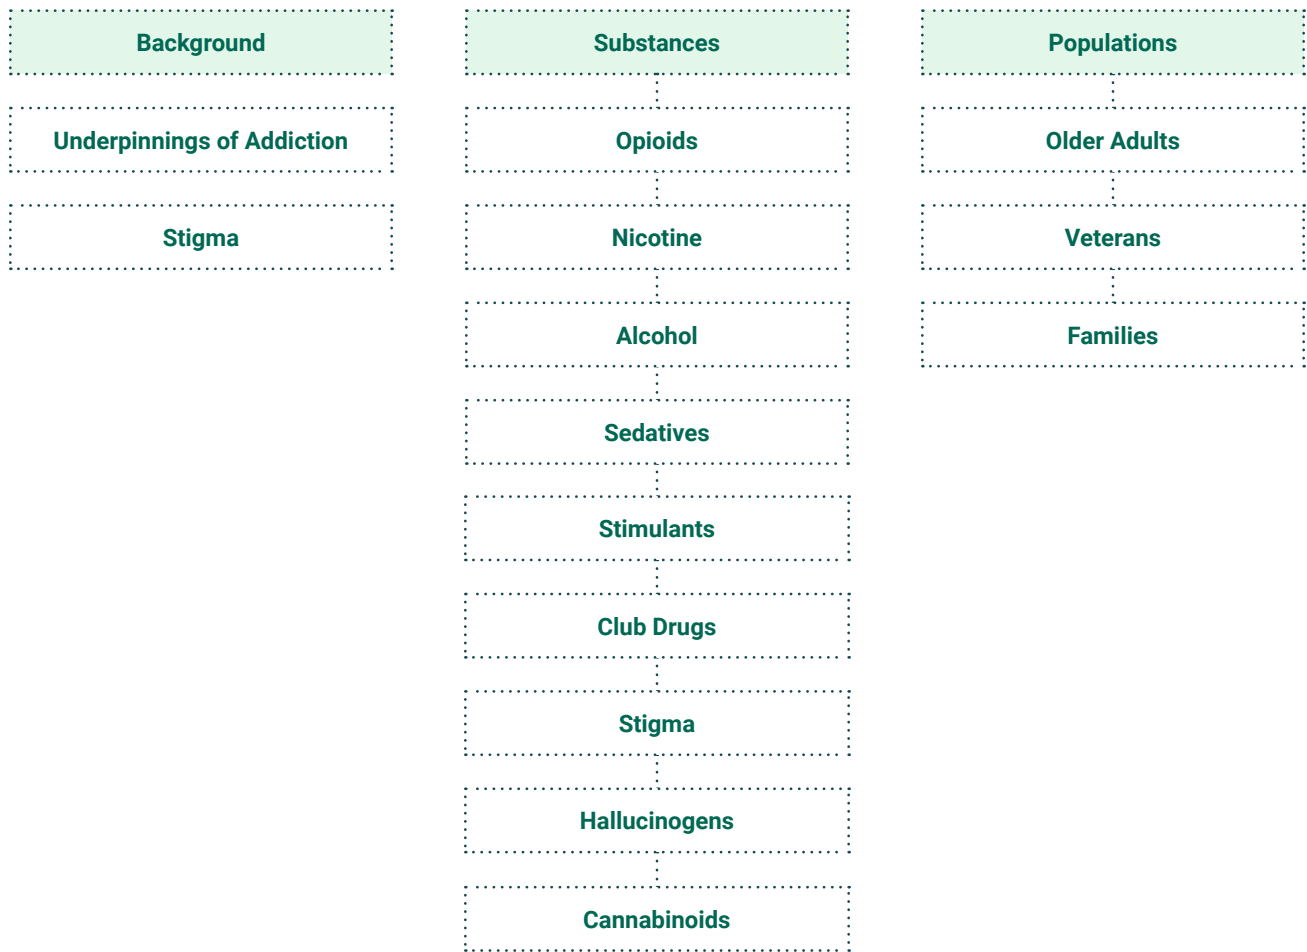 Background
Underpinnings of Addiction
Stigma
Substances
Opioids
Nicotine
Alcohol
Sedatives
Stimulants
Club Drugs
Stigma
Hallucinogens
Cannabinoids
Populations
Older Adults
Veterans
Families